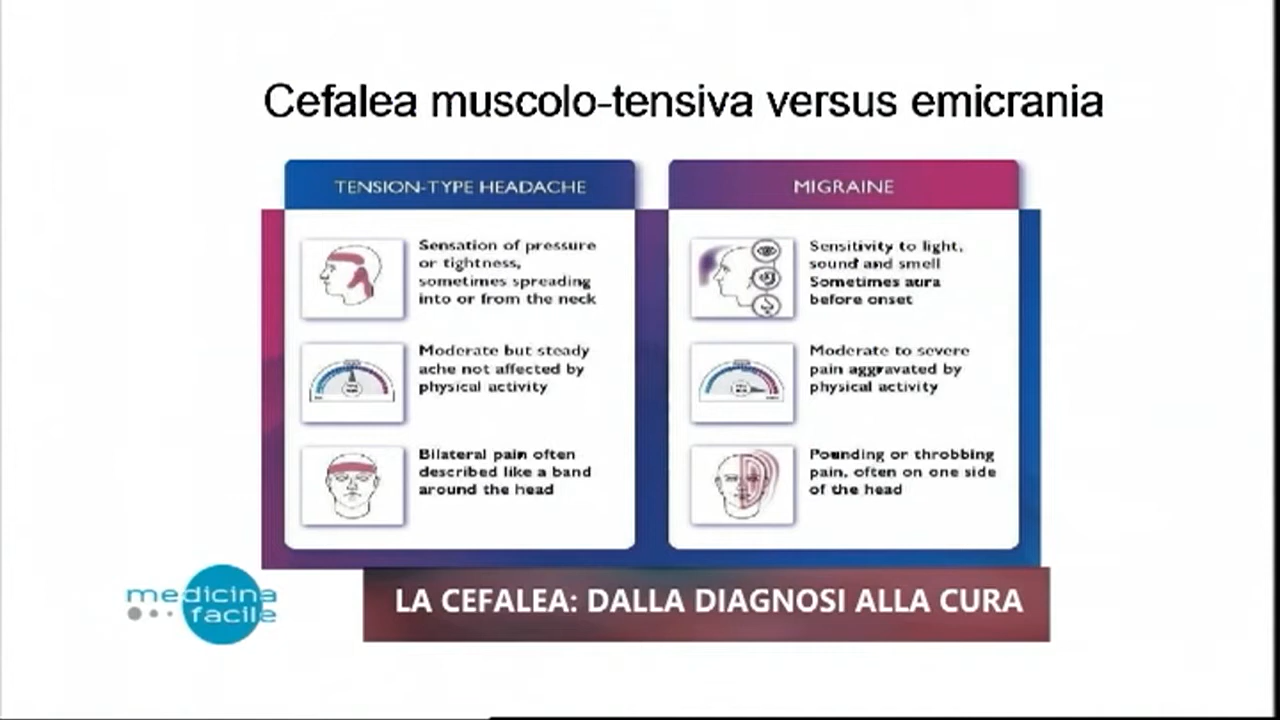 Cefalea muscolo-tensiva versus emicrania
TENSION-TYPE HEADACHE
Sensation of pressure
or tightness,
sometimes spreading
into or from the neck
Moderate but steady
ache not affected by
physical activity
Bilateral pain often
described like a band
around the head
MIGRAINE
Sensitivity to light,
sound and smell
Sometimes aura
before onset
Moderate to severe
pain aggravated by
physical activity
Pounding or throbbing
pain, often on one side
of the head
medicina
facile
LA CEFALEA: DALLA DIAGNOSI ALLA CURA